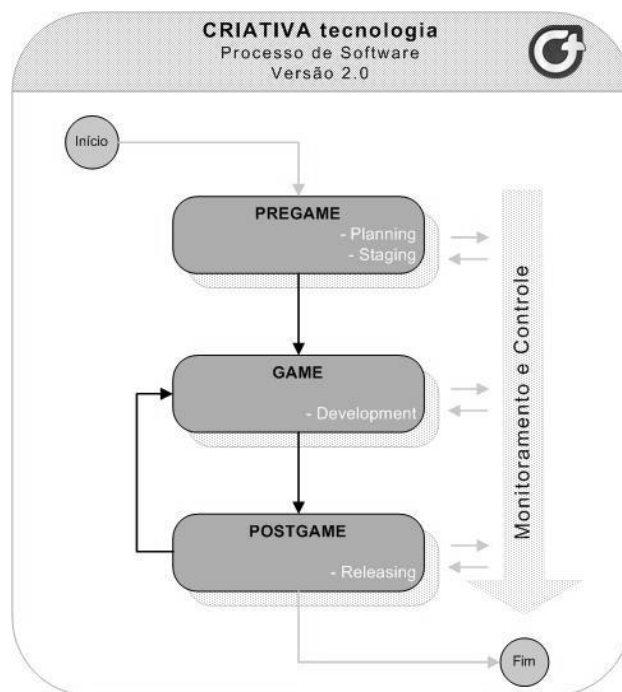 CRIATIVA tecnologia
Processo de Software
Versão 2.0
Início
PREGAME
- Planning
- Staging
GAME
- Development
POSTGAME
- Releasing
Monitoramento e Controle
Fim